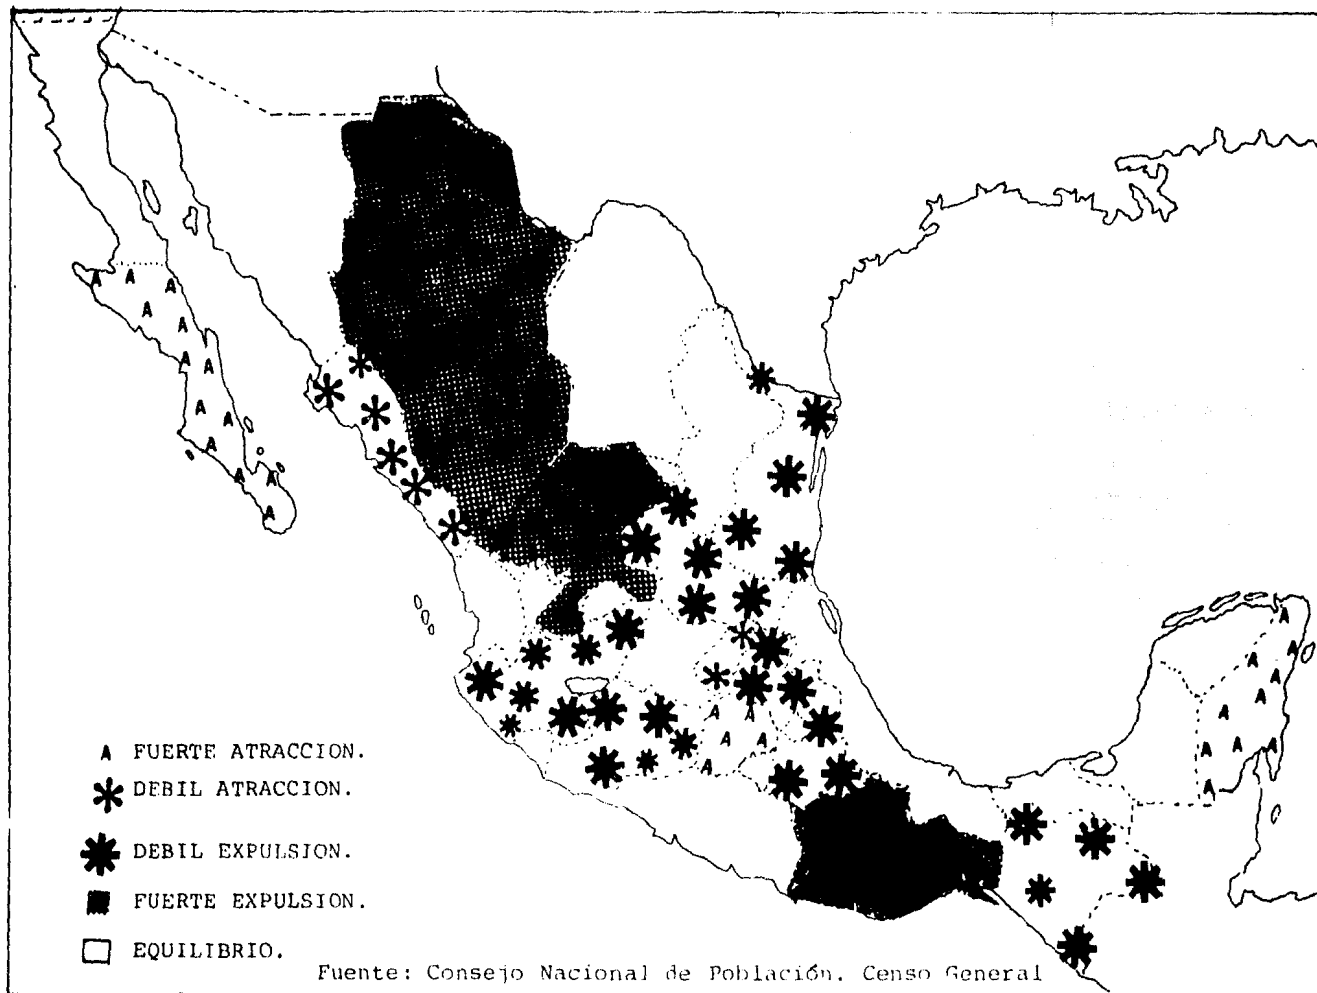 A FUERTE ATRACCION.
DEBIL ATRACCION.
DEBIL EXPULSION.
FUERTE EXPULSION.
EQUILIBRIO.
Fuente: Consejo Nacional de Población. Censo General